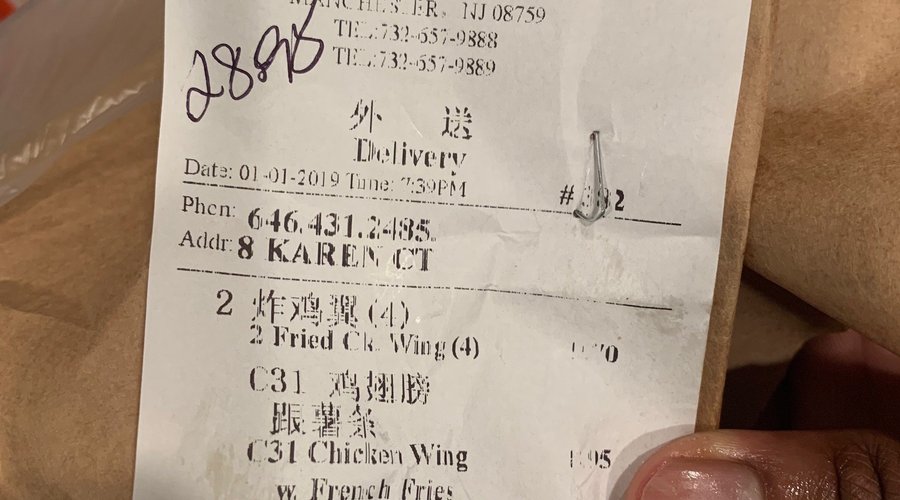 MANCHESTER, NJ 08759
TEL:732-657-9888
TEL:732-657-9889
28.95
外 送
Delivery
Date: 01-01-2019 Time: 7:39PM
Phon: 646.431.2485.
Addr: 8 KAREN CT
2 炸鸡翼 (4)
2 Fried Ck. Wing (4)
C31 鸡翅膀
跟薯条
C31 Chicken Wing
w. French Fries